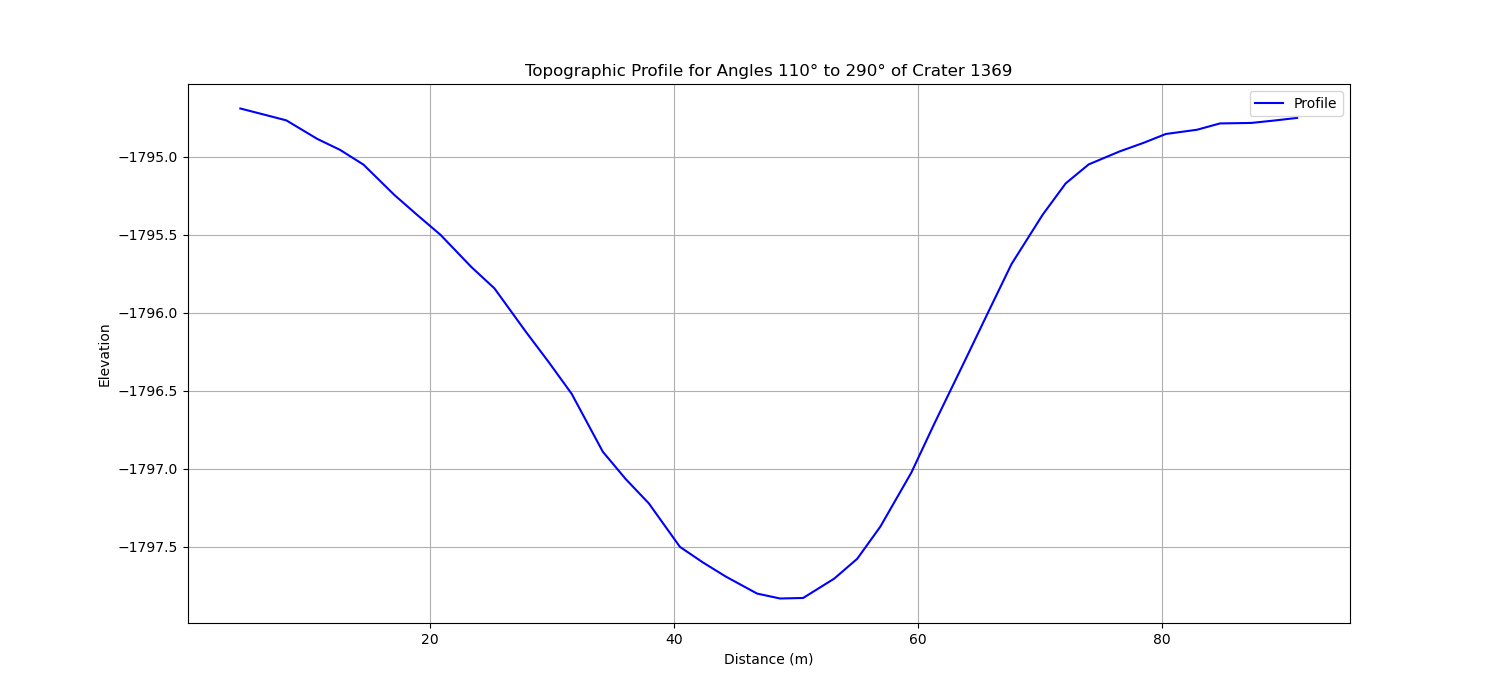 Topographic Profile for Angles 110° to 290° of Crater 1369
Profile
−1795.0
−1795.5
−1796.0
−1796.5
−1797.0
−1797.5
Elevation
20 40 60 80
Distance (m)